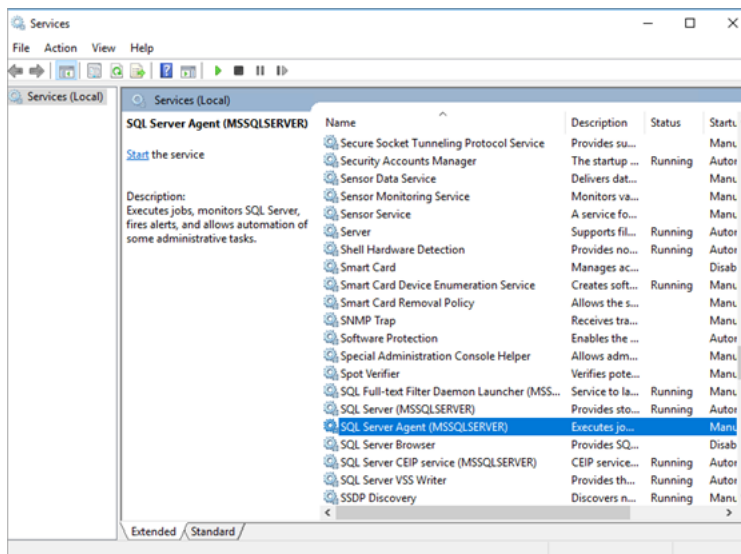 Services
File Action View Help
Services (Local)
Services (Local)
SQL Server Agent (MSSQLSERVER)
Start the service
Description:
Executes jobs, monitors SQL Server,
fires alerts, and allows automation of
some administrative tasks.
Name Description Status Startu
Secure Socket Tunneling Protocol Service Provides su... Manu
Security Accounts Manager The startup ... Running Autor
Sensor Data Service Delivers dat... Manu
Sensor Monitoring Service Monitors va... Manu
Sensor Service A service fo... Manu
Server Supports fil... Running Autor
Shell Hardware Detection Provides no... Running Autor
Smart Card Manages ac... Disab
Smart Card Device Enumeration Service Creates soft... Running Manu
Smart Card Removal Policy Allows the s... Manu
SNMP Trap Receives tra... Manu
Software Protection Enables the ... Autor
Special Administration Console Helper Allows adm... Manu
Spot Verifier Verifies pote... Manu
SQL Full-text Filter Daemon Launcher (MSS... Service to la... Running Manu
SQL Server (MSSQLSERVER) Provides sto... Running Autor
SQL Server Agent (MSSQLSERVER) Executes jo... Manu
SQL Server Browser Provides SQ... Disab
SQL Server CEIP service (MSSQLSERVER) CEIP service... Running Autor
SQL Server VSS Writer Provides th... Running Autor
SSDP Discovery Discovers n... Running Manu
Extended Standard